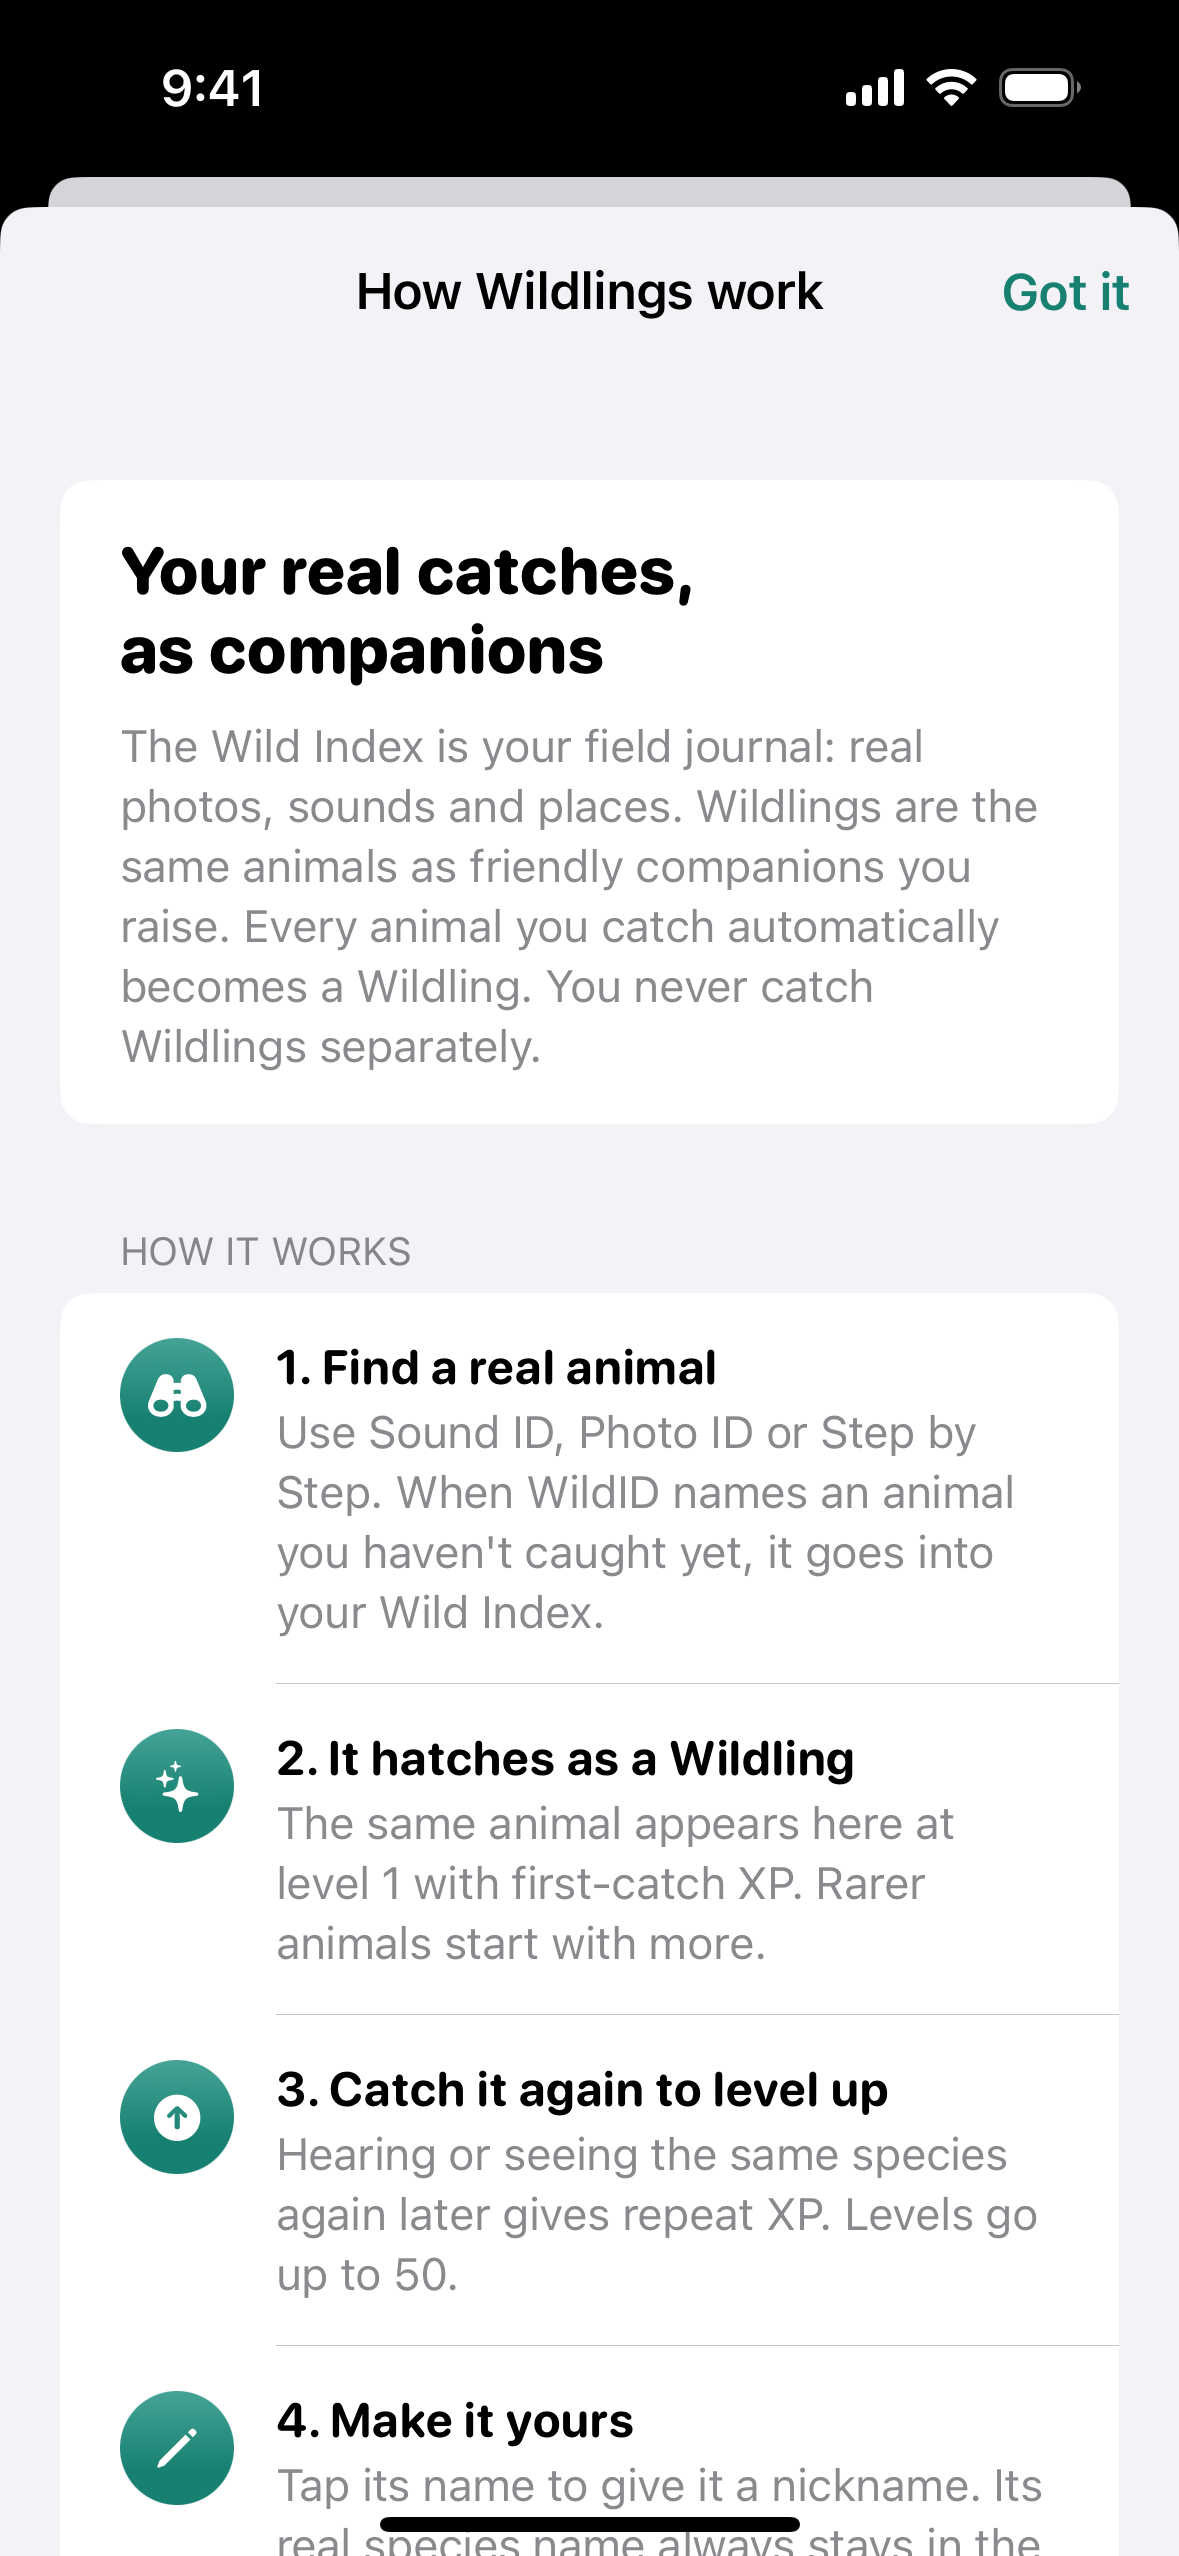 9:41
How Wildlings work
Got it
Your real catches,
as companions
The Wild Index is your field journal: real
photos, sounds and places. Wildlings are the
same animals as friendly companions you
raise. Every animal you catch automatically
becomes a Wildling. You never catch
Wildlings separately.
HOW IT WORKS
1. Find a real animal
Use Sound ID, Photo ID or Step by
Step. When WildID names an animal
you haven't caught yet, it goes into
your Wild Index.
2. It hatches as a Wildling
The same animal appears here at
level 1 with first-catch XP. Rarer
animals start with more.
3. Catch it again to level up
Hearing or seeing the same species
again later gives repeat XP. Levels go
up to 50.
4. Make it yours
Tap its name to give it a nickname. Its
real species name always stays in the